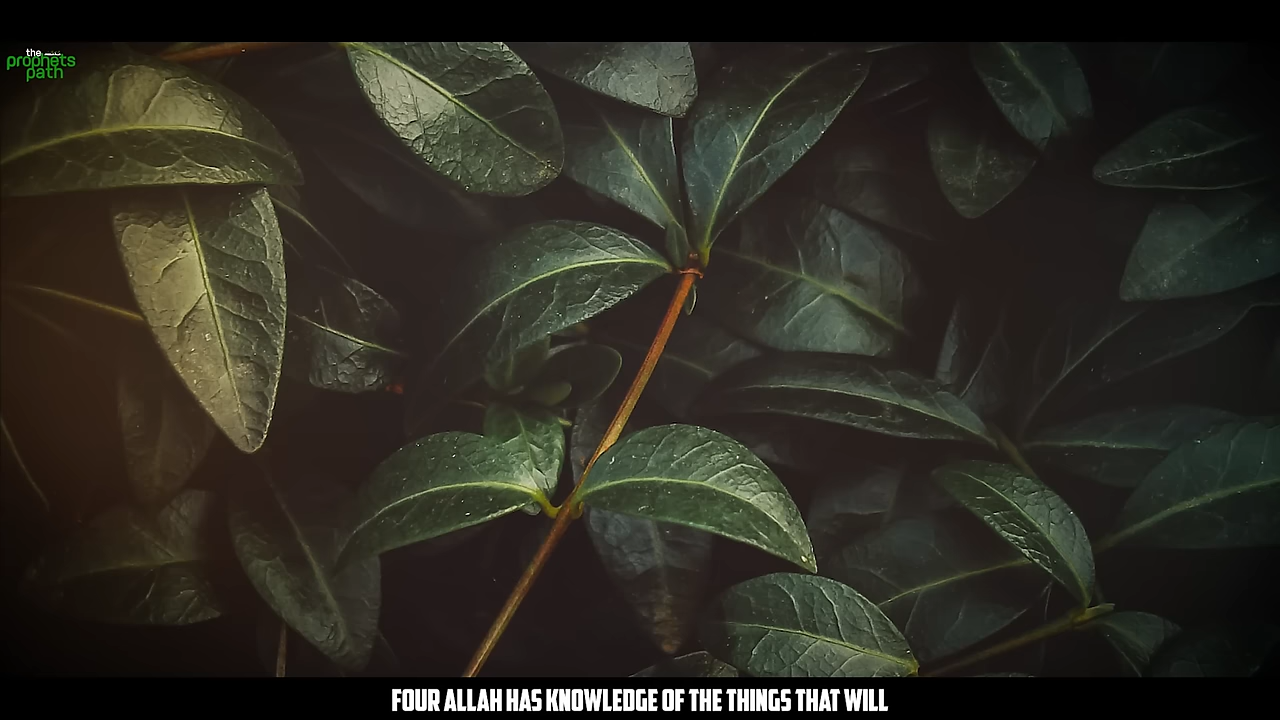 the
prophets
path
FOUR ALLAH HAS KNOWLEDGE OF THE THINGS THAT WILL